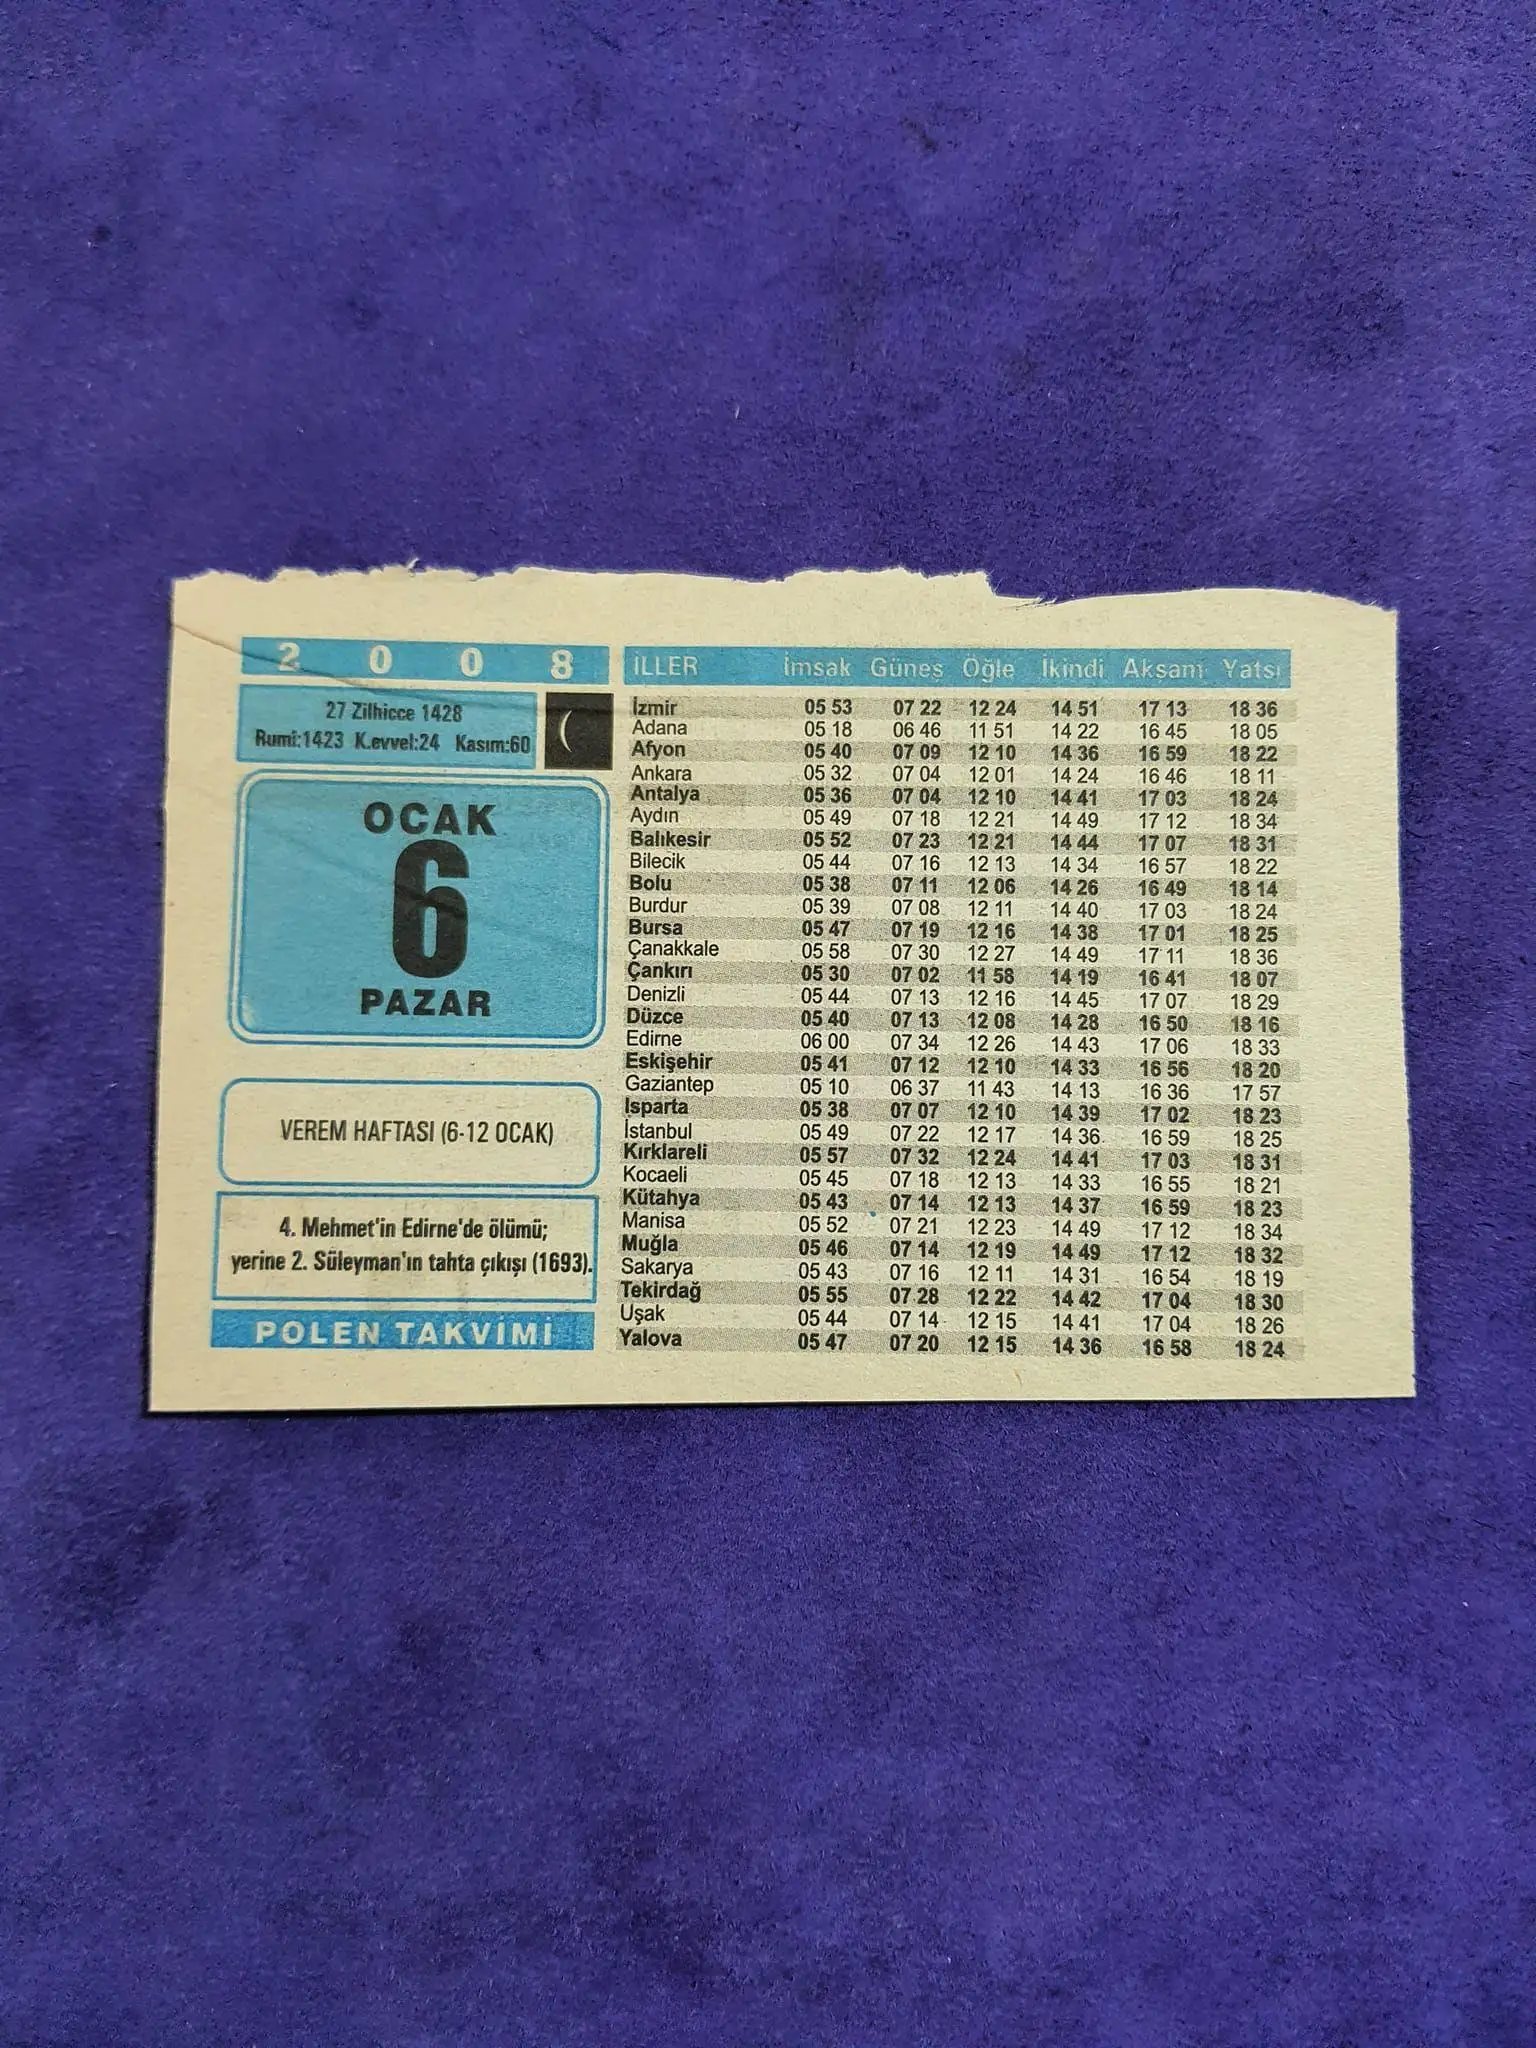 2 0 0 8
27 Zilhicce 1428
Rumi:1423 K.evvel:24 Kasım:60
OCAK
6
PAZAR
VEREM HAFTASI (6-12 OCAK)
4. Mehmet'in Edirne'de ölümü;
yerine 2. Süleyman'ın tahta çıkışı (1693).
POLEN TAKVİMİ
İLLER İmsak Güneş Öğle İkindi Akşam Yatsı
İzmir 05 53 07 22 12 24 14 51 17 13 18 36
Adana 05 18 06 46 11 51 14 22 16 45 18 05
Afyon 05 40 07 09 12 10 14 36 16 59 18 22
Ankara 05 32 07 04 12 01 14 24 16 46 18 11
Antalya 05 36 07 04 12 10 14 41 17 03 18 24
Aydın 05 49 07 18 12 21 14 49 17 12 18 34
Balıkesir 05 52 07 23 12 21 14 44 17 07 18 31
Bilecik 05 44 07 16 12 13 14 34 16 57 18 22
Bolu 05 38 07 11 12 06 14 26 16 49 18 14
Burdur 05 39 07 08 12 11 14 40 17 03 18 24
Bursa 05 47 07 19 12 16 14 38 17 01 18 25
Çanakkale 05 58 07 30 12 27 14 49 17 11 18 36
Çankırı 05 30 07 02 11 58 14 19 16 41 18 07
Denizli 05 44 07 13 12 16 14 45 17 07 18 29
Düzce 05 40 07 13 12 08 14 28 16 50 18 16
Edirne 06 00 07 34 12 26 14 43 17 06 18 33
Eskişehir 05 41 07 12 12 10 14 33 16 56 18 20
Gaziantep 05 10 06 37 11 43 14 13 16 36 17 57
Isparta 05 38 07 07 12 10 14 39 17 02 18 23
İstanbul 05 49 07 22 12 17 14 36 16 59 18 25
Kırklareli 05 57 07 32 12 24 14 41 17 03 18 31
Kocaeli 05 45 07 18 12 13 14 33 16 55 18 21
Kütahya 05 43 07 14 12 13 14 37 16 59 18 23
Manisa 05 52 07 21 12 23 14 49 17 12 18 34
Muğla 05 46 07 14 12 19 14 49 17 12 18 32
Sakarya 05 43 07 16 12 11 14 31 16 54 18 19
Tekirdağ 05 55 07 28 12 22 14 42 17 04 18 30
Uşak 05 44 07 14 12 15 14 41 17 04 18 26
Yalova 05 47 07 20 12 15 14 36 16 58 18 24